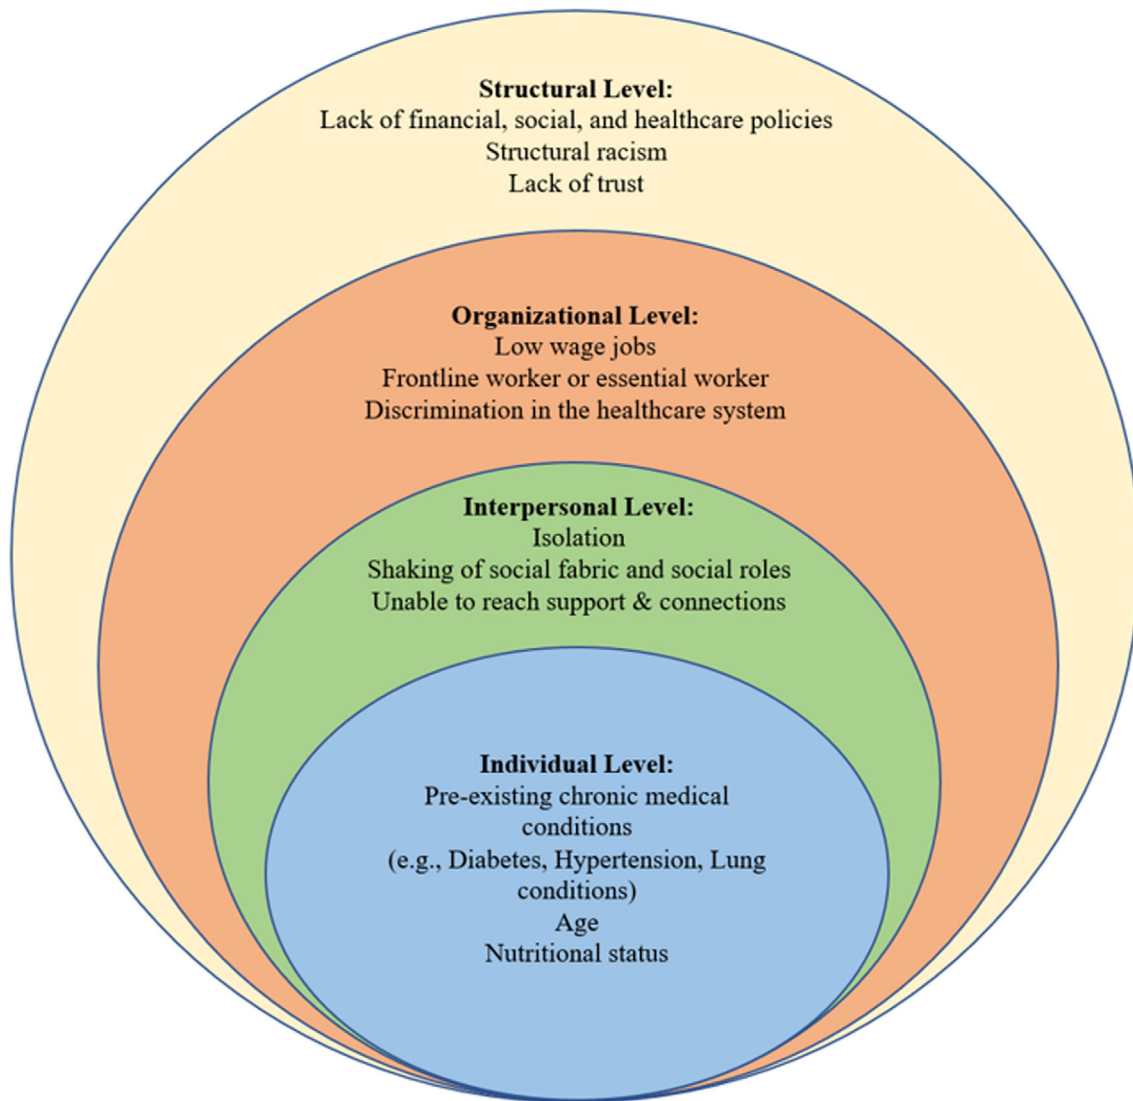 Structural Level:
Lack of financial, social, and healthcare policies
Structural racism
Lack of trust
Organizational Level:
Low wage jobs
Frontline worker or essential worker
Discrimination in the healthcare system
Interpersonal Level:
Isolation
Shaking of social fabric and social roles
Unable to reach support & connections
Individual Level:
Pre-existing chronic medical
conditions
(e.g., Diabetes, Hypertension, Lung
conditions)
Age
Nutritional status